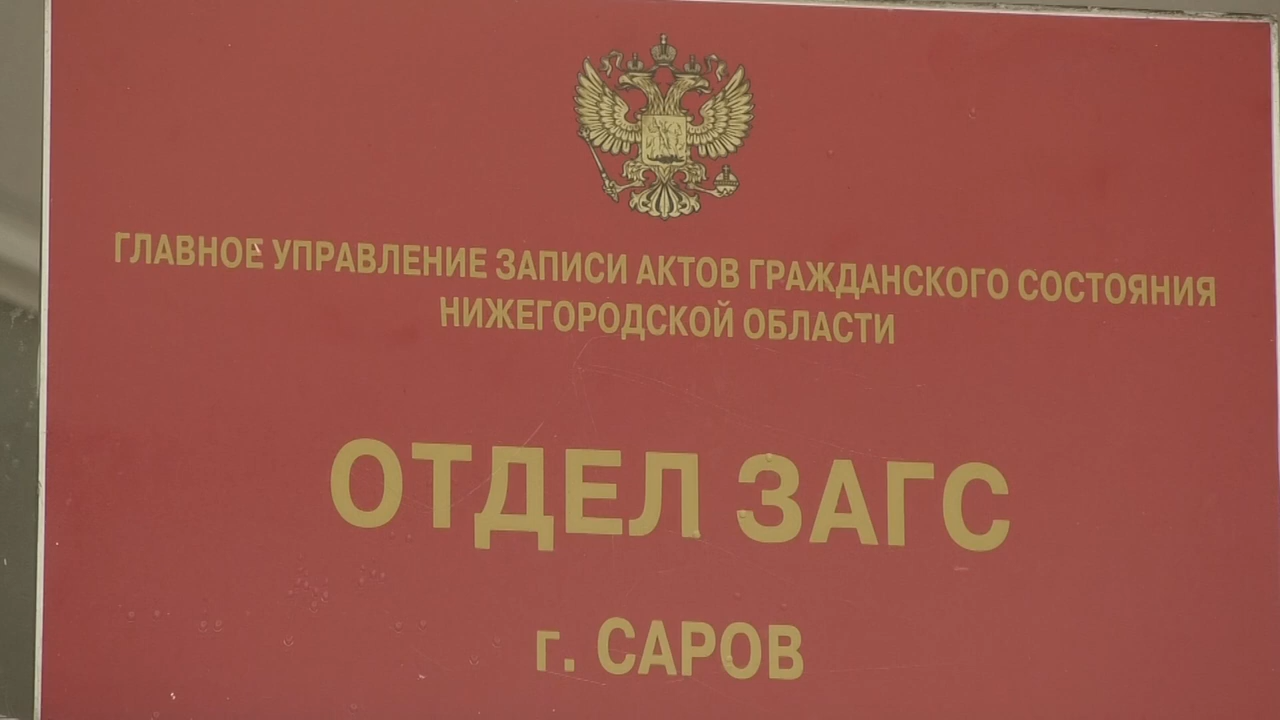 ГЛАВНОЕ УПРАВЛЕНИЕ ЗАПИСИ АКТОВ ГРАЖДАНСКОГО СОСТОЯНИЯ
НИЖЕГОРОДСКОЙ ОБЛАСТИ
ОТДЕЛ ЗАГС
г. САРОВ